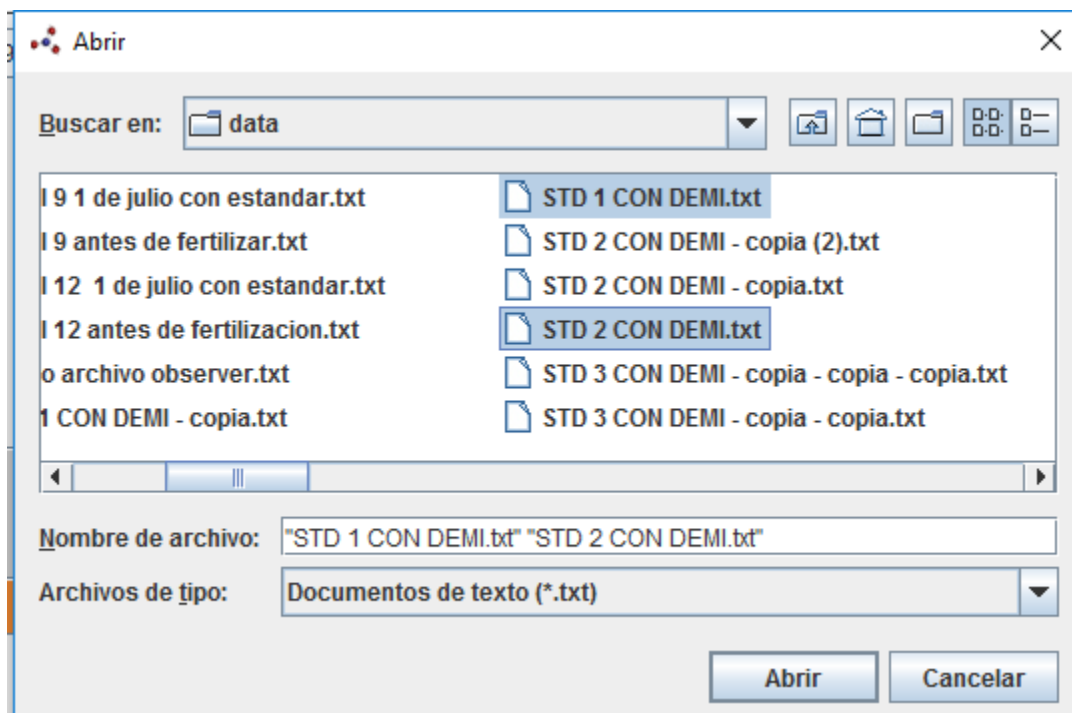 Abrir
Buscar en: data
l 9 1 de julio con estandar.txt
l 9 antes de fertilizar.txt
l 12  1 de julio con estandar.txt
l 12 antes de fertilizacion.txt
o archivo observer.txt
1 CON DEMI - copia.txt
STD 1 CON DEMI.txt
STD 2 CON DEMI - copia (2).txt
STD 2 CON DEMI - copia.txt
STD 2 CON DEMI.txt
STD 3 CON DEMI - copia - copia - copia.txt
STD 3 CON DEMI - copia - copia.txt
Nombre de archivo: "STD 1 CON DEMI.txt" "STD 2 CON DEMI.txt"
Archivos de tipo: Documentos de texto (*.txt)
Abrir Cancelar